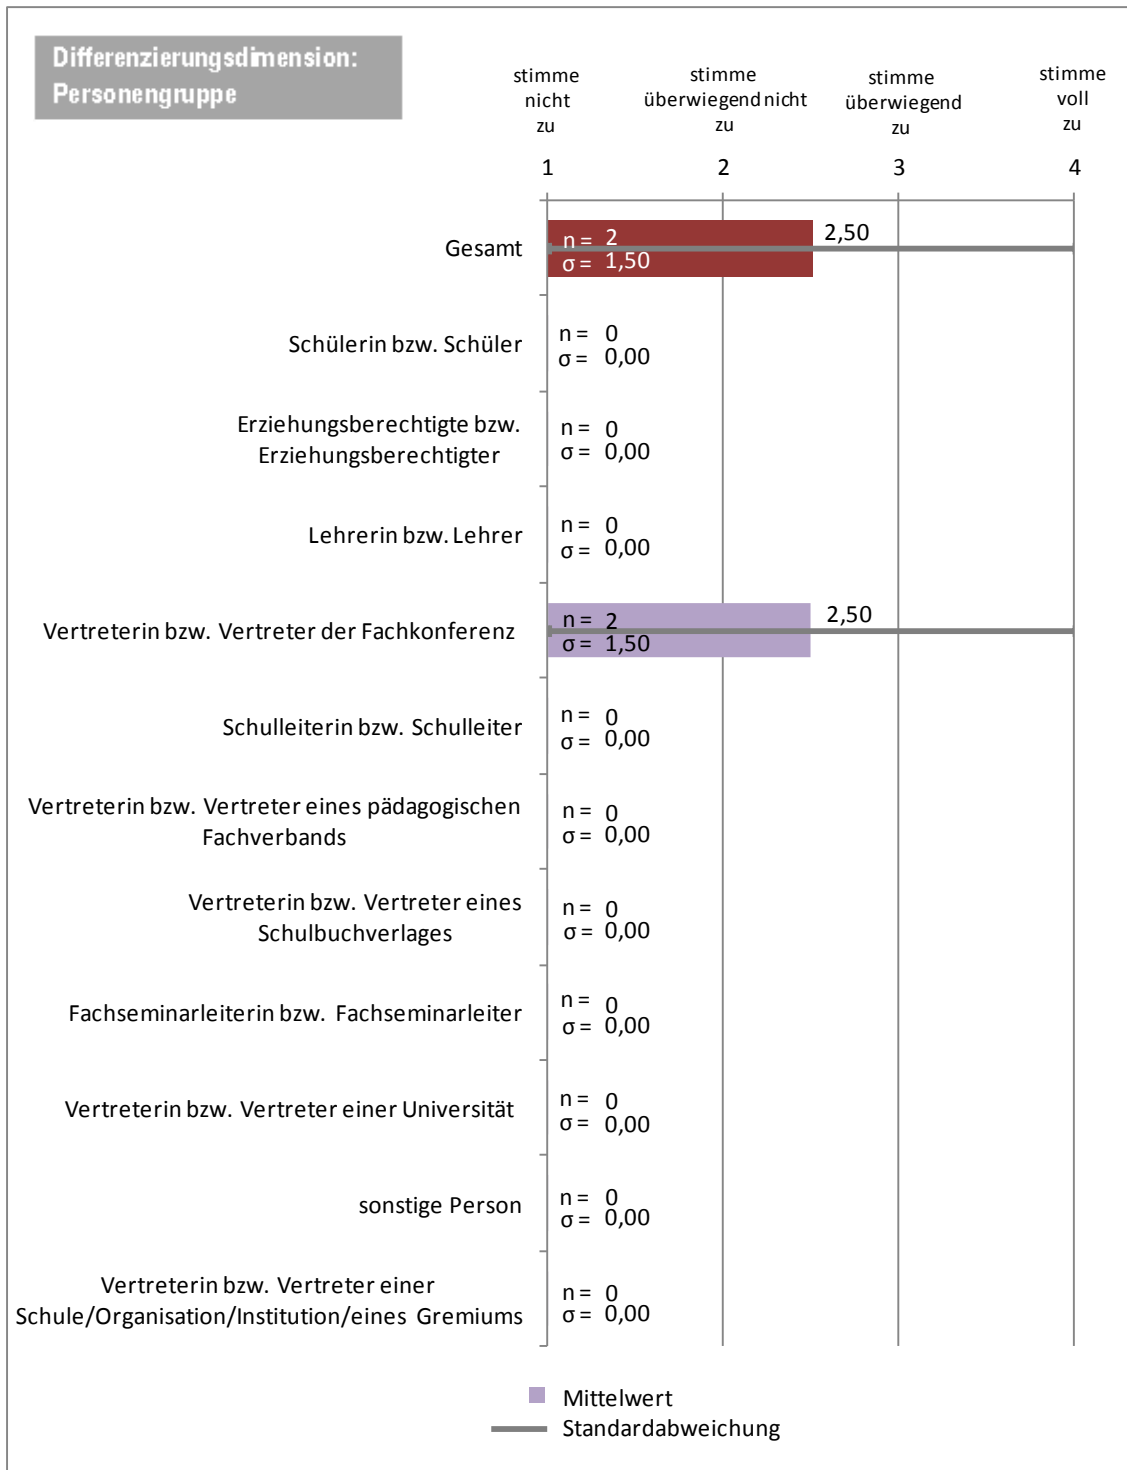 Differenzierungsdimension:
Personengruppe
stimme
nicht
zu
stimme
überwiegend nicht
zu
stimme
überwiegend
zu
stimme
voll
zu
1 2 3 4
Gesamt
n = 2
σ = 1,50
2,50
Schülerin bzw. Schüler
n = 0
σ = 0,00
Erziehungsberechtigte bzw.
Erziehungsberechtigter
n = 0
σ = 0,00
Lehrerin bzw. Lehrer
n = 0
σ = 0,00
Vertreterin bzw. Vertreter der Fachkonferenz
n = 2
σ = 1,50
2,50
Schulleiterin bzw. Schulleiter
n = 0
σ = 0,00
Vertreterin bzw. Vertreter eines pädagogischen
Fachverbands
n = 0
σ = 0,00
Vertreterin bzw. Vertreter eines
Schulbuchverlages
n = 0
σ = 0,00
Fachseminarleiterin bzw. Fachseminarleiter
n = 0
σ = 0,00
Vertreterin bzw. Vertreter einer Universität
n = 0
σ = 0,00
sonstige Person
n = 0
σ = 0,00
Vertreterin bzw. Vertreter einer
Schule/Organisation/Institution/eines Gremiums
n = 0
σ = 0,00
Mittelwert
Standardabweichung